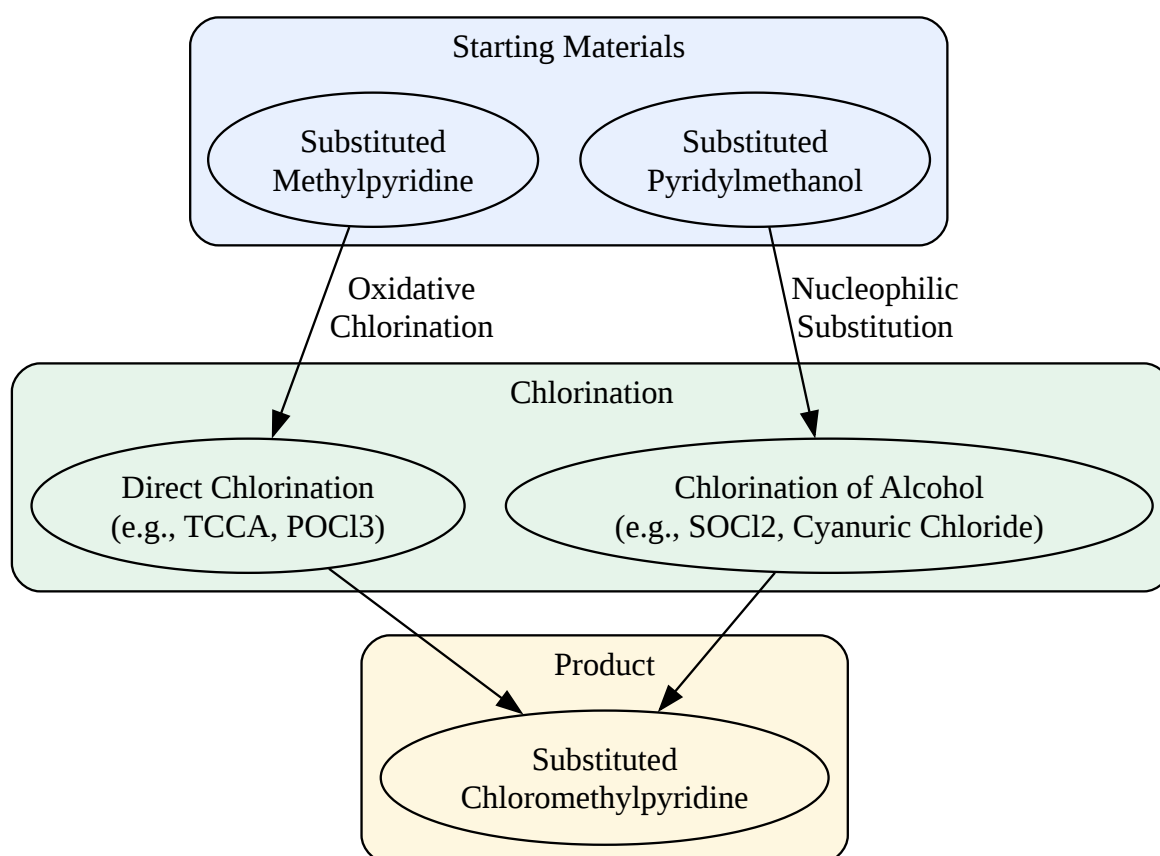 Starting Materials
Substituted
Methylpyridine
Substituted
Pyridylmethanol
Oxidative
Chlorination
Nucleophilic
Substitution
Chlorination
Direct Chlorination
(e.g., TCCA, POCl3)
Chlorination of Alcohol
(e.g., SOCl2, Cyanuric Chloride)
Product
Substituted
Chloromethylpyridine